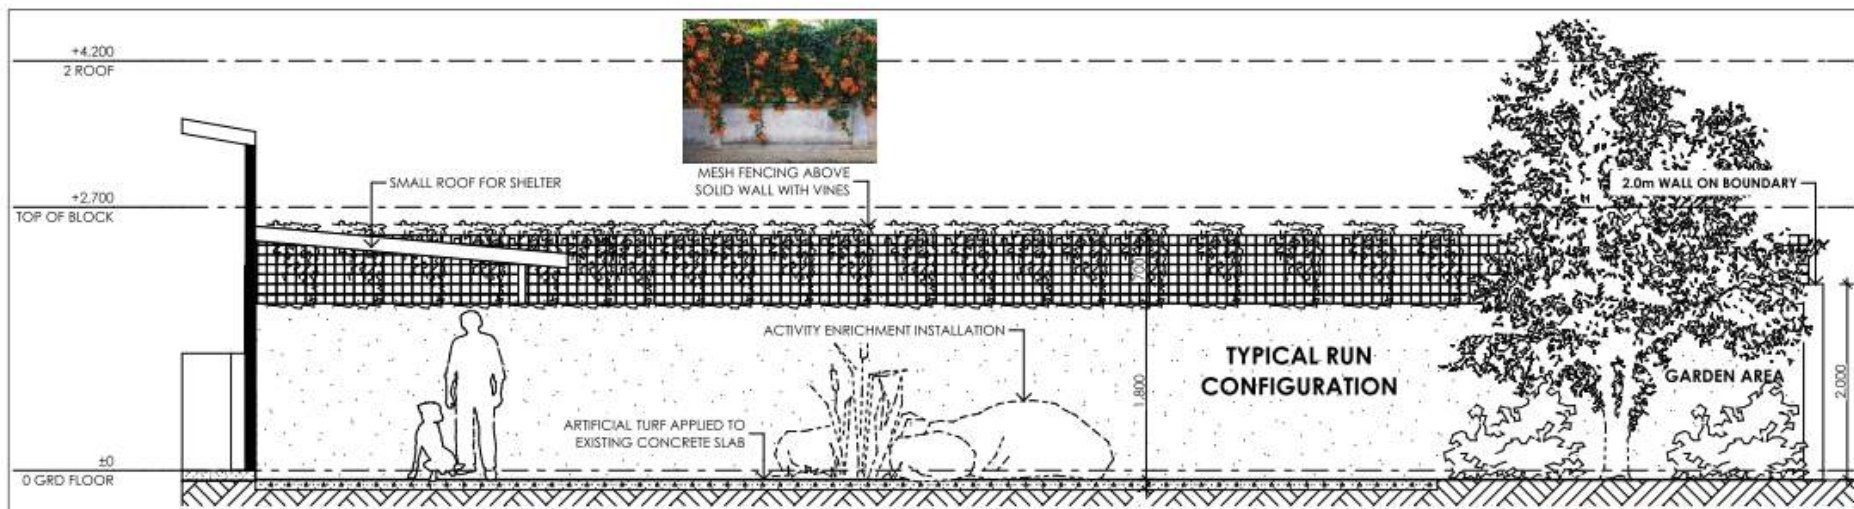 +4.200
2 ROOF
MESH FENCING ABOVE
SOLID WALL WITH VINES
SMALL ROOF FOR SHELTER
2.0m WALL ON BOUNDARY
+2.700
TOP OF BLOCK
700
ACTIVITY ENRICHMENT INSTALLATION
TYPICAL RUN
CONFIGURATION
GARDEN AREA
1,800
2,000
ARTIFICIAL TURF APPLIED TO
EXISTING CONCRETE SLAB
±0
0 GRD FLOOR